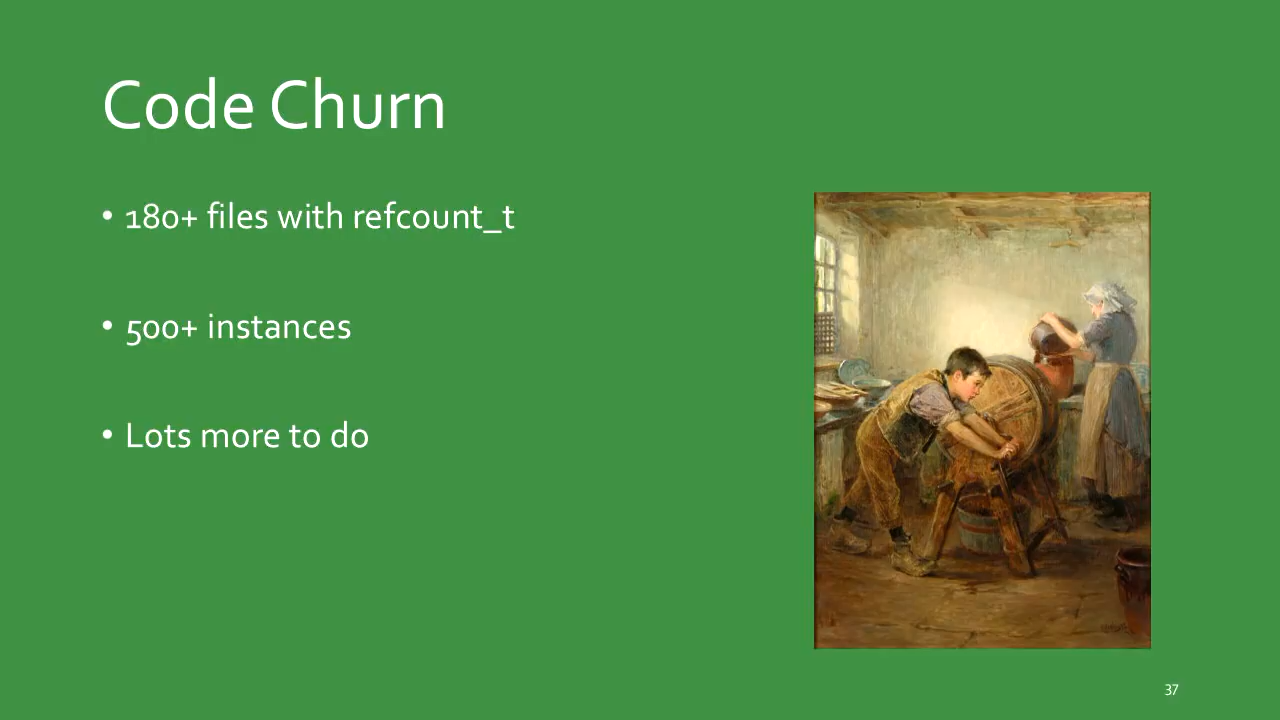 Code Churn
• 180+ files with refcount_t
• 500+ instances
• Lots more to do
37